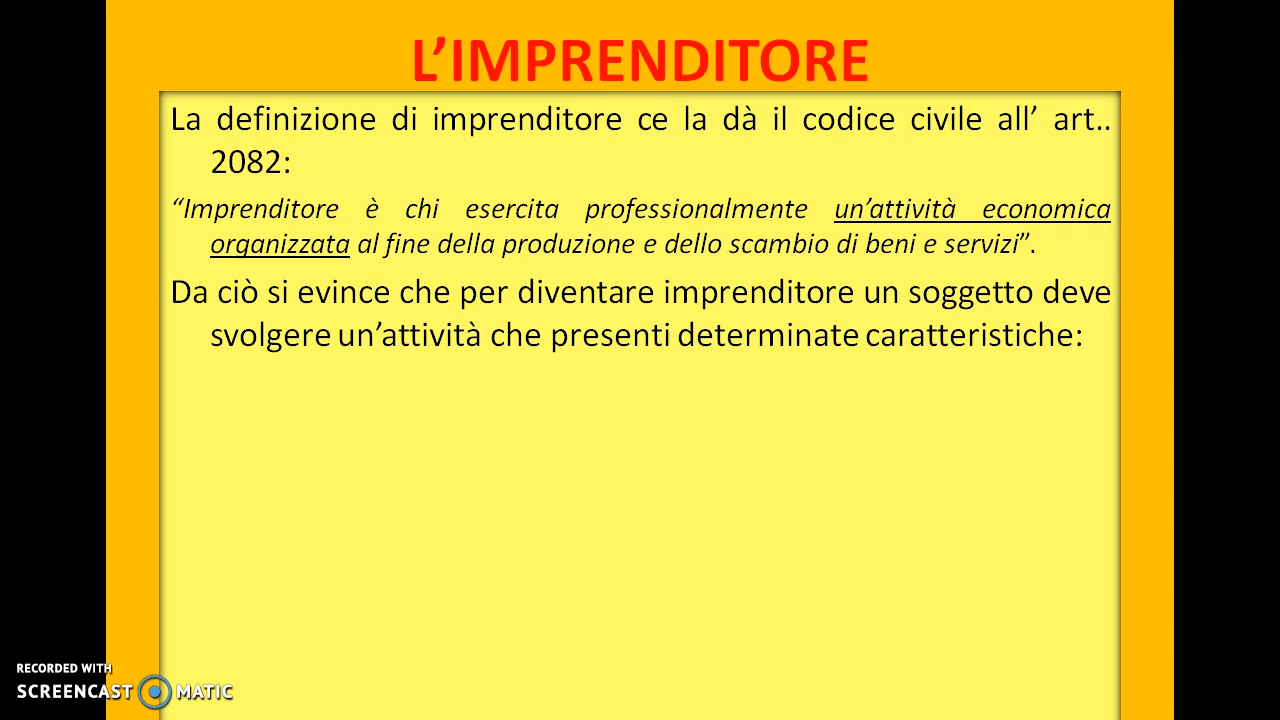 L’IMPRENDITORE
La definizione di imprenditore ce la dà il codice civile all’ art..
2082:
“Imprenditore è chi esercita professionalmente un’attività economica
organizzata al fine della produzione e dello scambio di beni e servizi”.
Da ciò si evince che per diventare imprenditore un soggetto deve
svolgere un’attività che presenti determinate caratteristiche:
RECORDED WITH
SCREENCAST MATIC